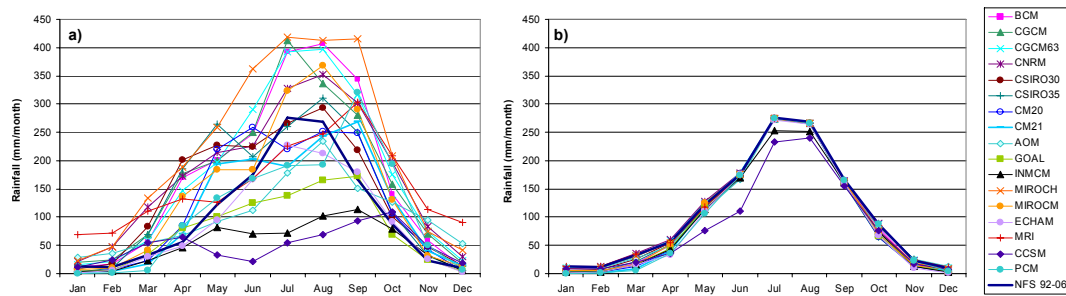 a)
Rainfall (mm/month)
450
400
350
300
250
200
150
100
50
0
Jan Feb Mar Apr May Jun Jul Aug Sep Oct Nov Dec
b)
Rainfall (mm/month)
450
400
350
300
250
200
150
100
50
0
Jan Feb Mar Apr May Jun Jul Aug Sep Oct Nov Dec
BCM
CGCM
CGCM63
CNRM
CSIRO30
CSIRO35
CM20
CM21
AOM
GOAL
INMCM
MIROCH
MIROCM
ECHAM
MRI
CCSM
PCM
NFS 92-06